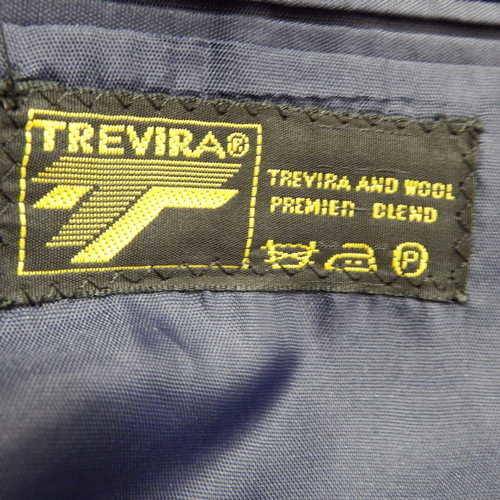 TREVIRA®
TREVIRA AND WOOL
PREMIER BLEND
P